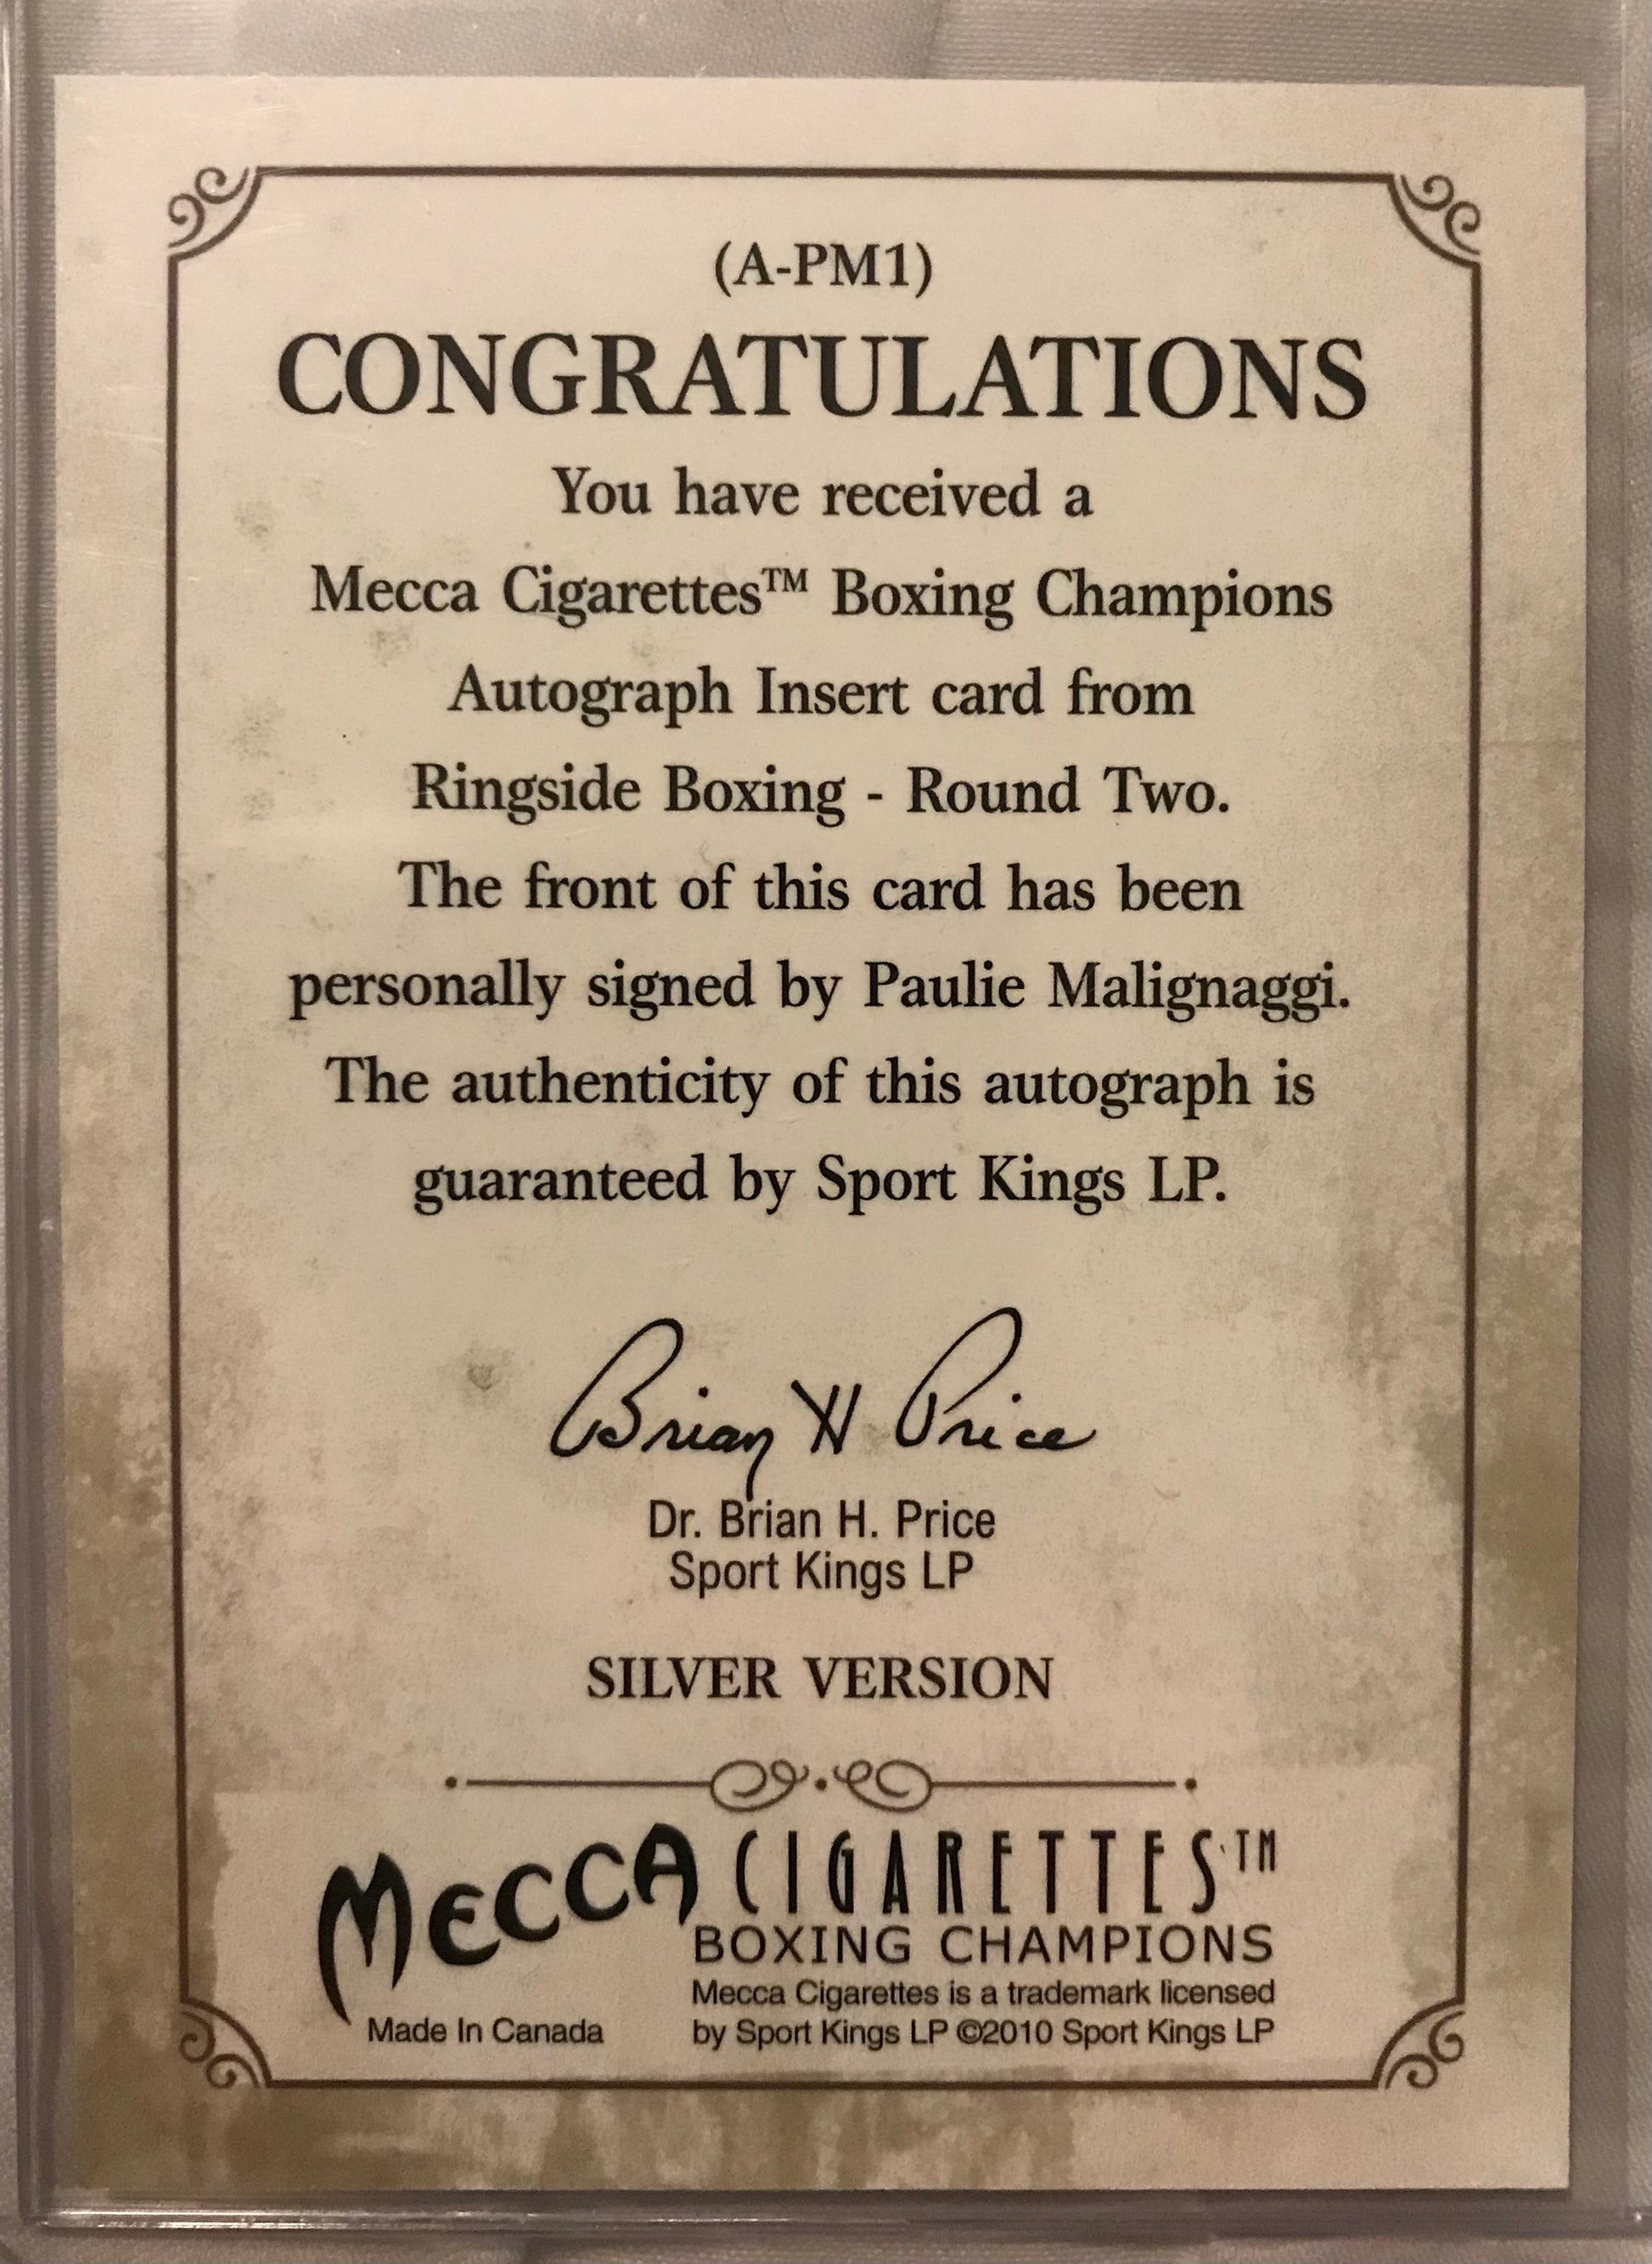 (A-PM1)
CONGRATULATIONS
You have received a
Mecca Cigarettes™ Boxing Champions
Autograph Insert card from
Ringside Boxing - Round Two.
The front of this card has been
personally signed by Paulie Malignaggi.
The authenticity of this autograph is
guaranteed by Sport Kings LP.
Brian H Price
Dr. Brian H. Price
Sport Kings LP
SILVER VERSION
MECCA CIGARETTES™
BOXING CHAMPIONS
Mecca Cigarettes is a trademark licensed
Made In Canada by Sport Kings LP ©2010 Sport Kings LP